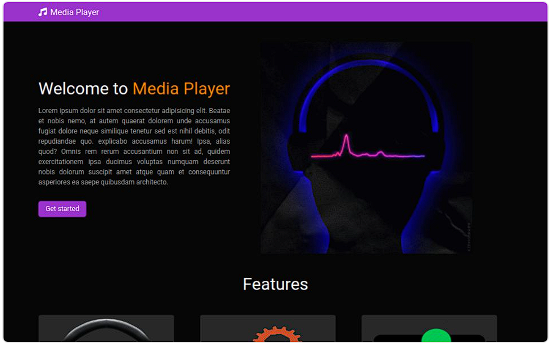 Media Player
Welcome to Media Player
Lorem ipsum dolor sit amet consectetur adipisicing elit. Beatae
et nobis nemo, at autem quaerat dolorem unde accusamus
fugiat dolore neque similique tenetur sed est nihil debitis, odit
repudiandae quo. explicabo accusamus harum! Ipsa, alias
quod? Omnis rem rerum accusantium non sit ad, quidem
exercitationem ipsa ducimus voluptas numquam deserunt
nobis dolorum suscipit amet atque quam et consequuntur
asperiores ea saepe quibusdam architecto.
Get started
Features